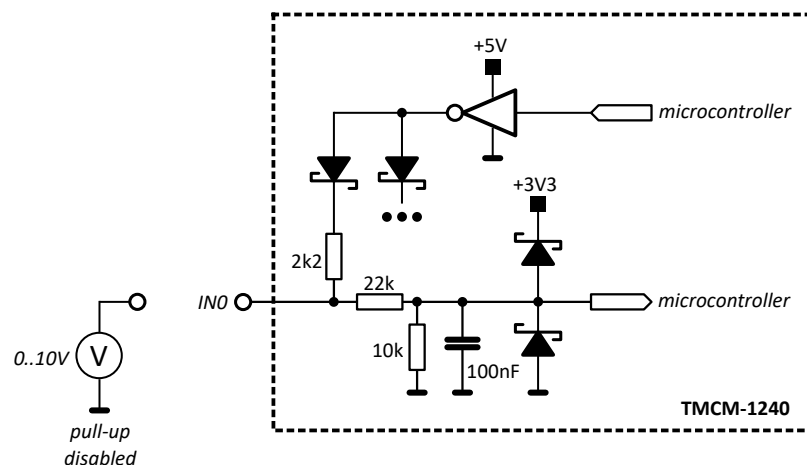 +5V
microcontroller
+3V3
2k2
22k
IN0
microcontroller
0..10V
V
10k
100nF
TMCM-1240
pull-up
disabled